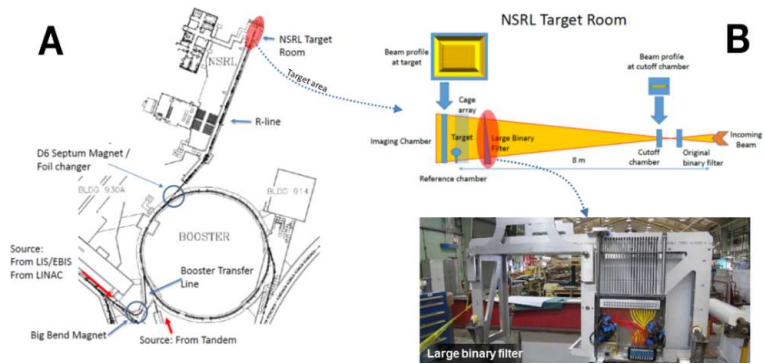 A
NSRL Target
Room
NSRL
Target area
R-line
D6 Septum Magnet /
Foil changer
BLDG 930A
BLDG 914
BOOSTER
Source:
From LIS/EBIS
From LINAC
Booster Transfer
Line
Big Bend Magnet
Source: From Tandem
NSRL Target Room
B
Beam profile
at target
Beam profile
at cutoff chamber
Cage
array
Imaging Chamber
Target
Large Binary
Filter
Incoming
Beam
Reference chamber
8 m
Cutoff
chamber
Original
binary filter
Large binary filter